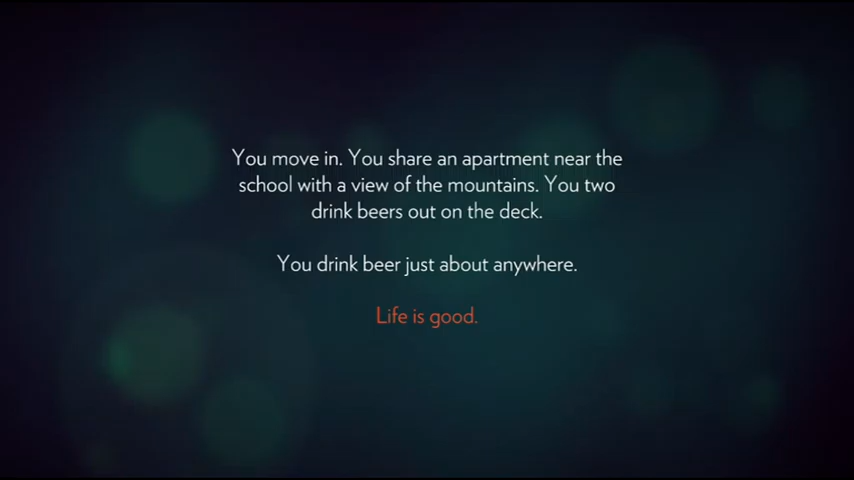 You move in. You share an apartment near the
school with a view of the mountains. You two
drink beers out on the deck.
You drink beer just about anywhere.
Life is good.